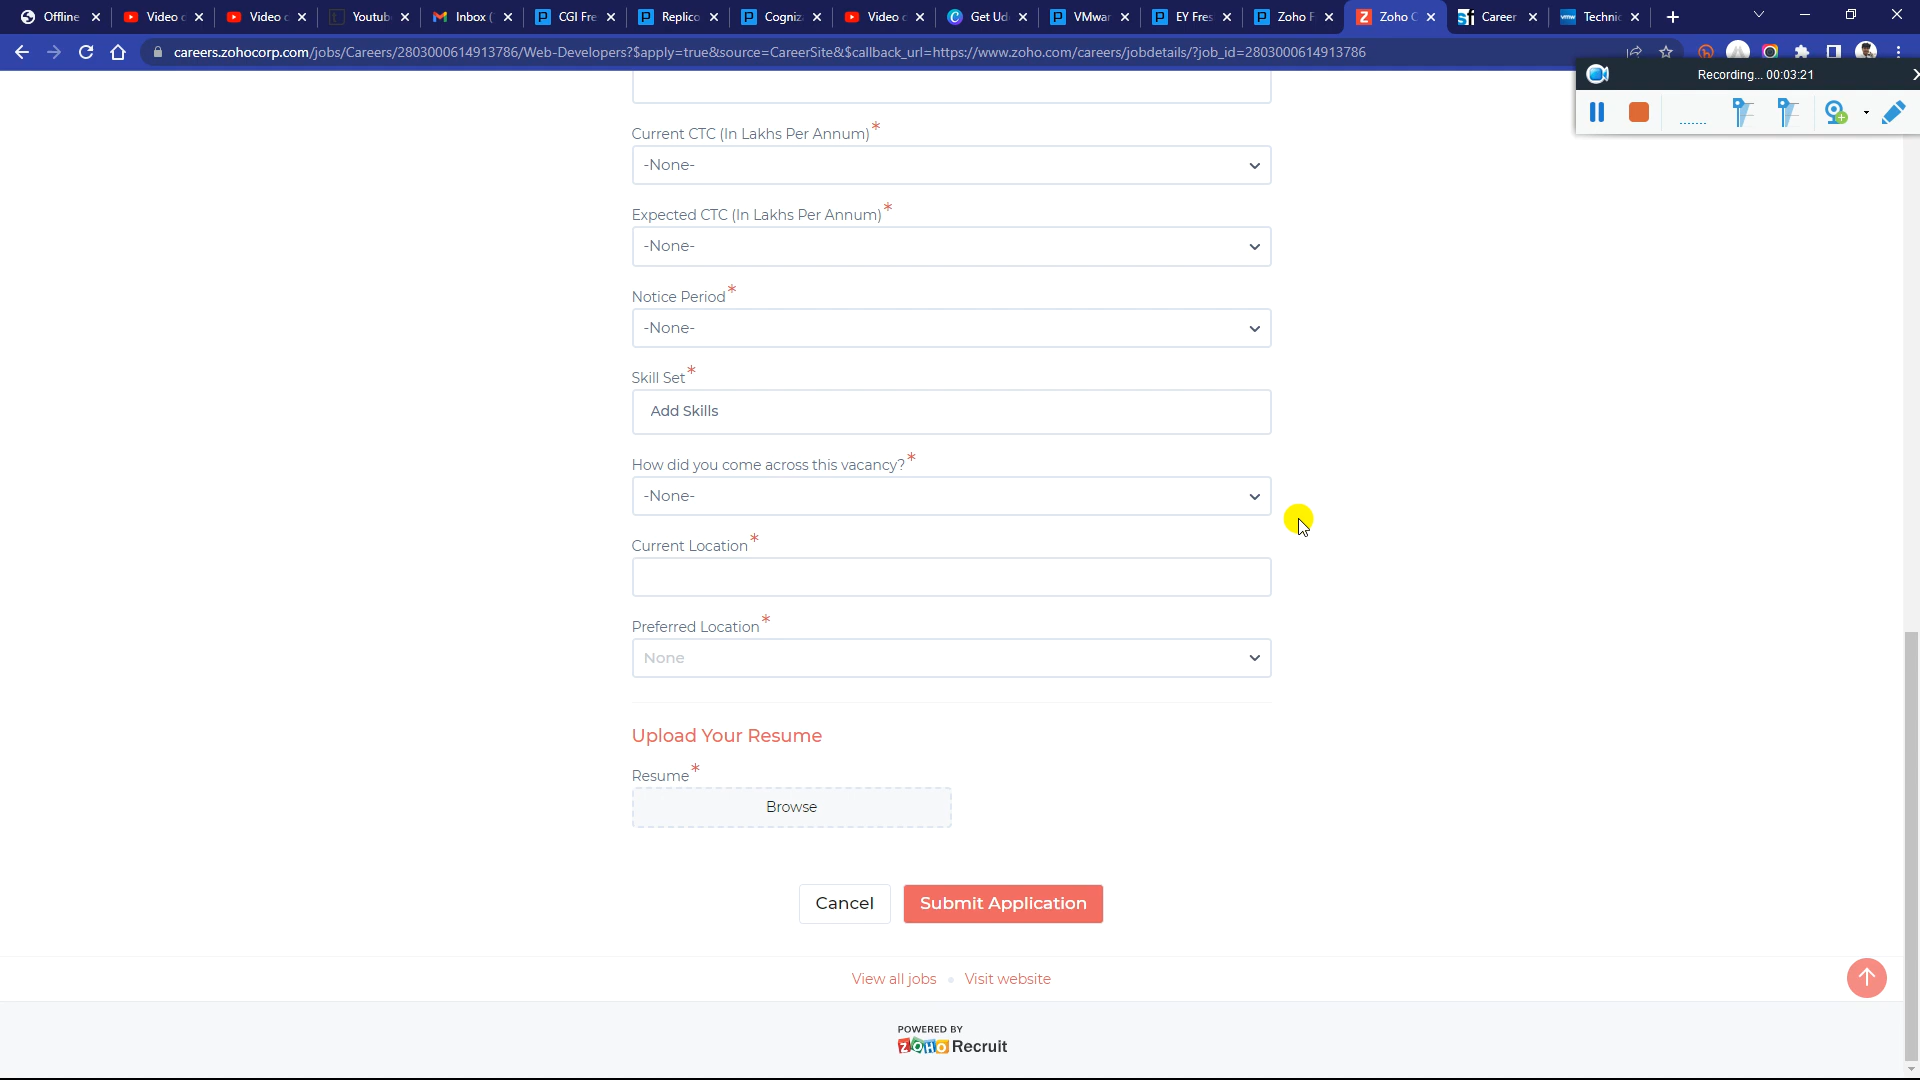 Offline
Video c
Video c
Youtub
Inbox (
CGI Fre
Replico
Cogniz
Video c
Get Ud
VMwar
EY Fres
Zoho F
Zoho C
Career
Technic
careers.zohocorp.com/jobs/Careers/2803000614913786/Web-Developers?$apply=true&source=CareerSite&$callback_url=https://www.zoho.com/careers/jobdetails/?job_id=2803000614913786
Recording... 00:03:21
Current CTC (In Lakhs Per Annum)*
-None-
Expected CTC (In Lakhs Per Annum)*
-None-
Notice Period*
-None-
Skill Set*
Add Skills
How did you come across this vacancy?*
-None-
Current Location*
Preferred Location*
None
Upload Your Resume
Resume*
Browse
Cancel
Submit Application
View all jobs • Visit website
POWERED BY
ZOHO Recruit